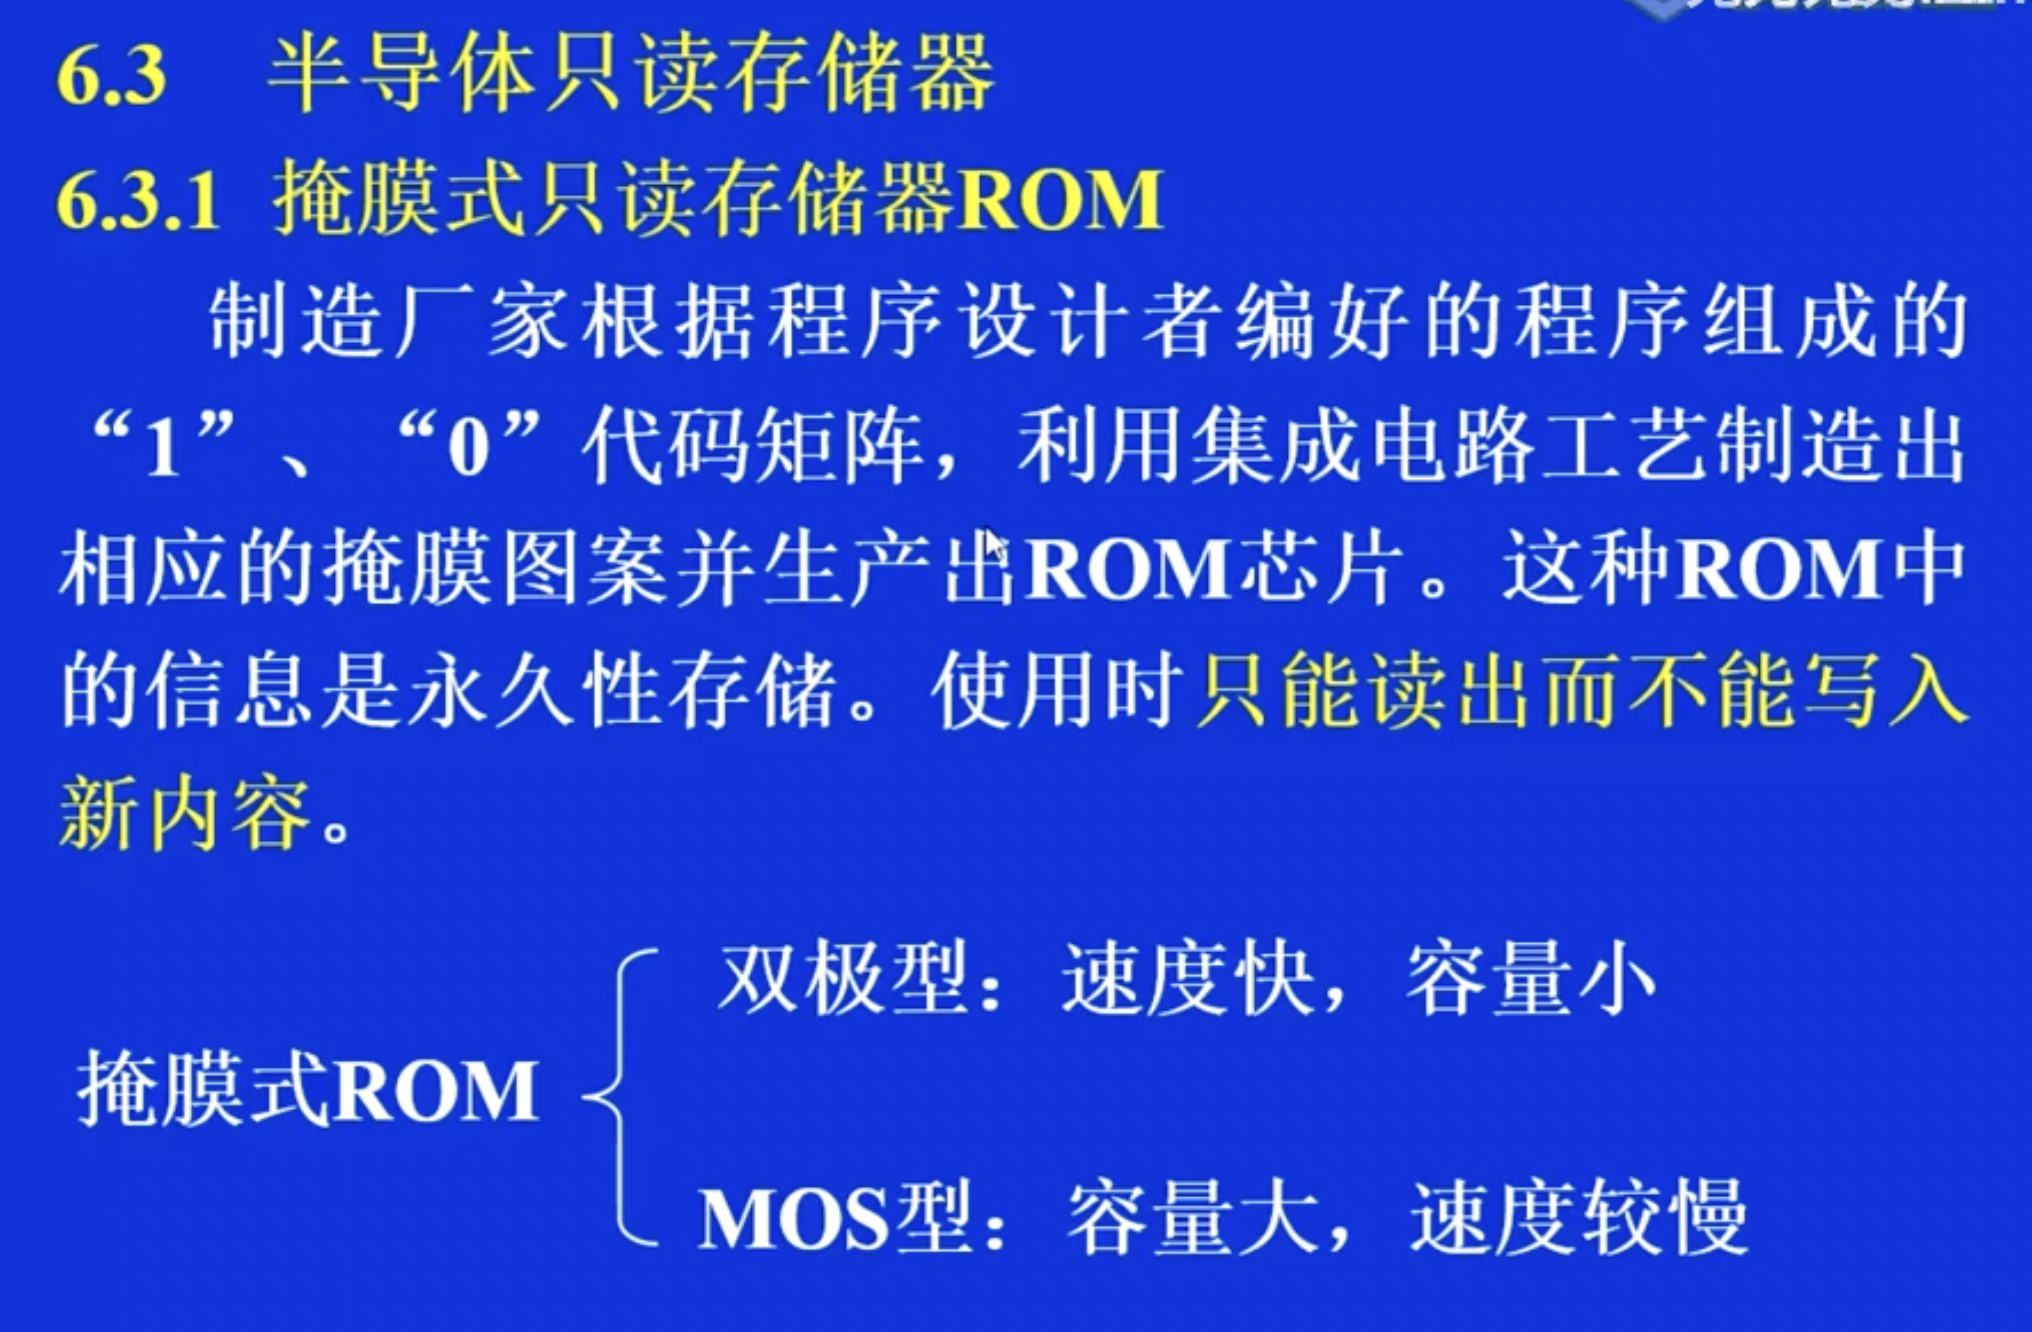 6.3 半导体只读存储器
6.3.1 掩膜式只读存储器ROM
制造厂家根据程序设计者编好的程序组成的
“1”、“0”代码矩阵，利用集成电路工艺制造出
相应的掩膜图案并生产出ROM芯片。这种ROM中
的信息是永久性存储。使用时只能读出而不能写入
新内容。
双极型：速度快，容量小
掩膜式ROM
MOS型：容量大，速度较慢